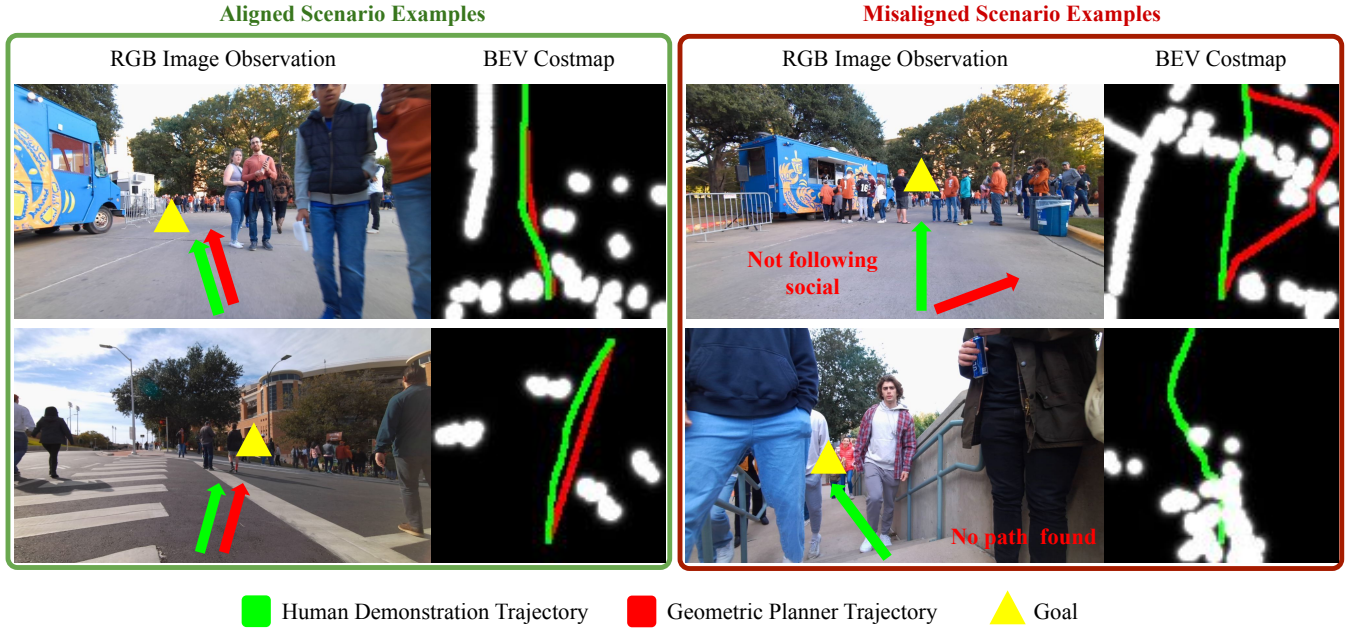 Aligned Scenario Examples
Misaligned Scenario Examples
RGB Image Observation
BEV Costmap
RGB Image Observation
BEV Costmap
Not following
social
No path found
Human Demonstration Trajectory
Geometric Planner Trajectory
Goal